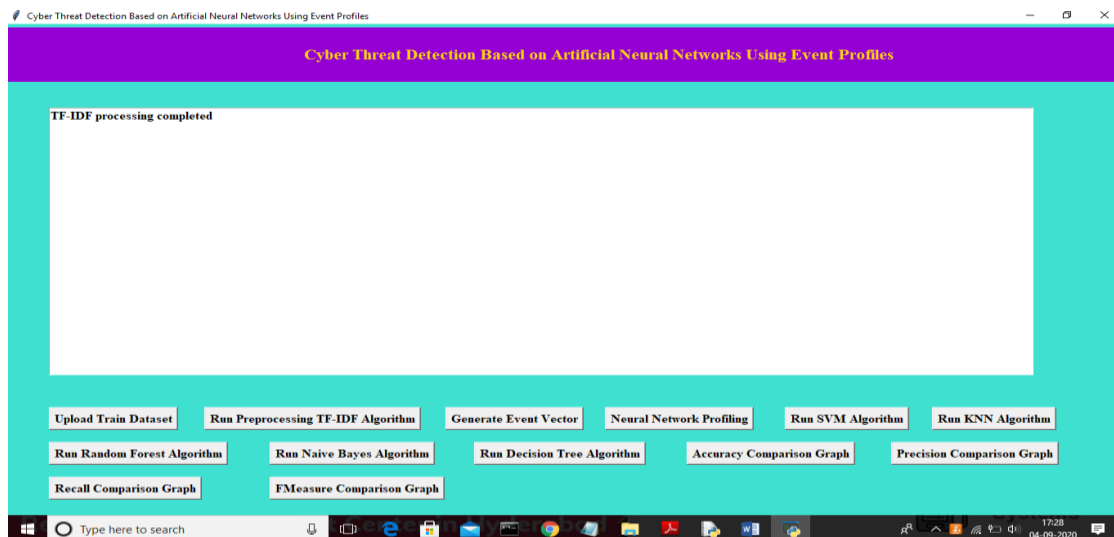 Cyber Threat Detection Based on Artificial Neural Networks Using Event Profiles
Cyber Threat Detection Based on Artificial Neural Networks Using Event Profiles
TF-IDF processing completed
Upload Train Dataset Run Preprocessing TF-IDF Algorithm Generate Event Vector Neural Network Profiling Run SVM Algorithm Run KNN Algorithm
Run Random Forest Algorithm Run Naive Bayes Algorithm Run Decision Tree Algorithm Accuracy Comparison Graph Precision Comparison Graph
Recall Comparison Graph FMeasure Comparison Graph
Type here to search
17:28
04-09-2020